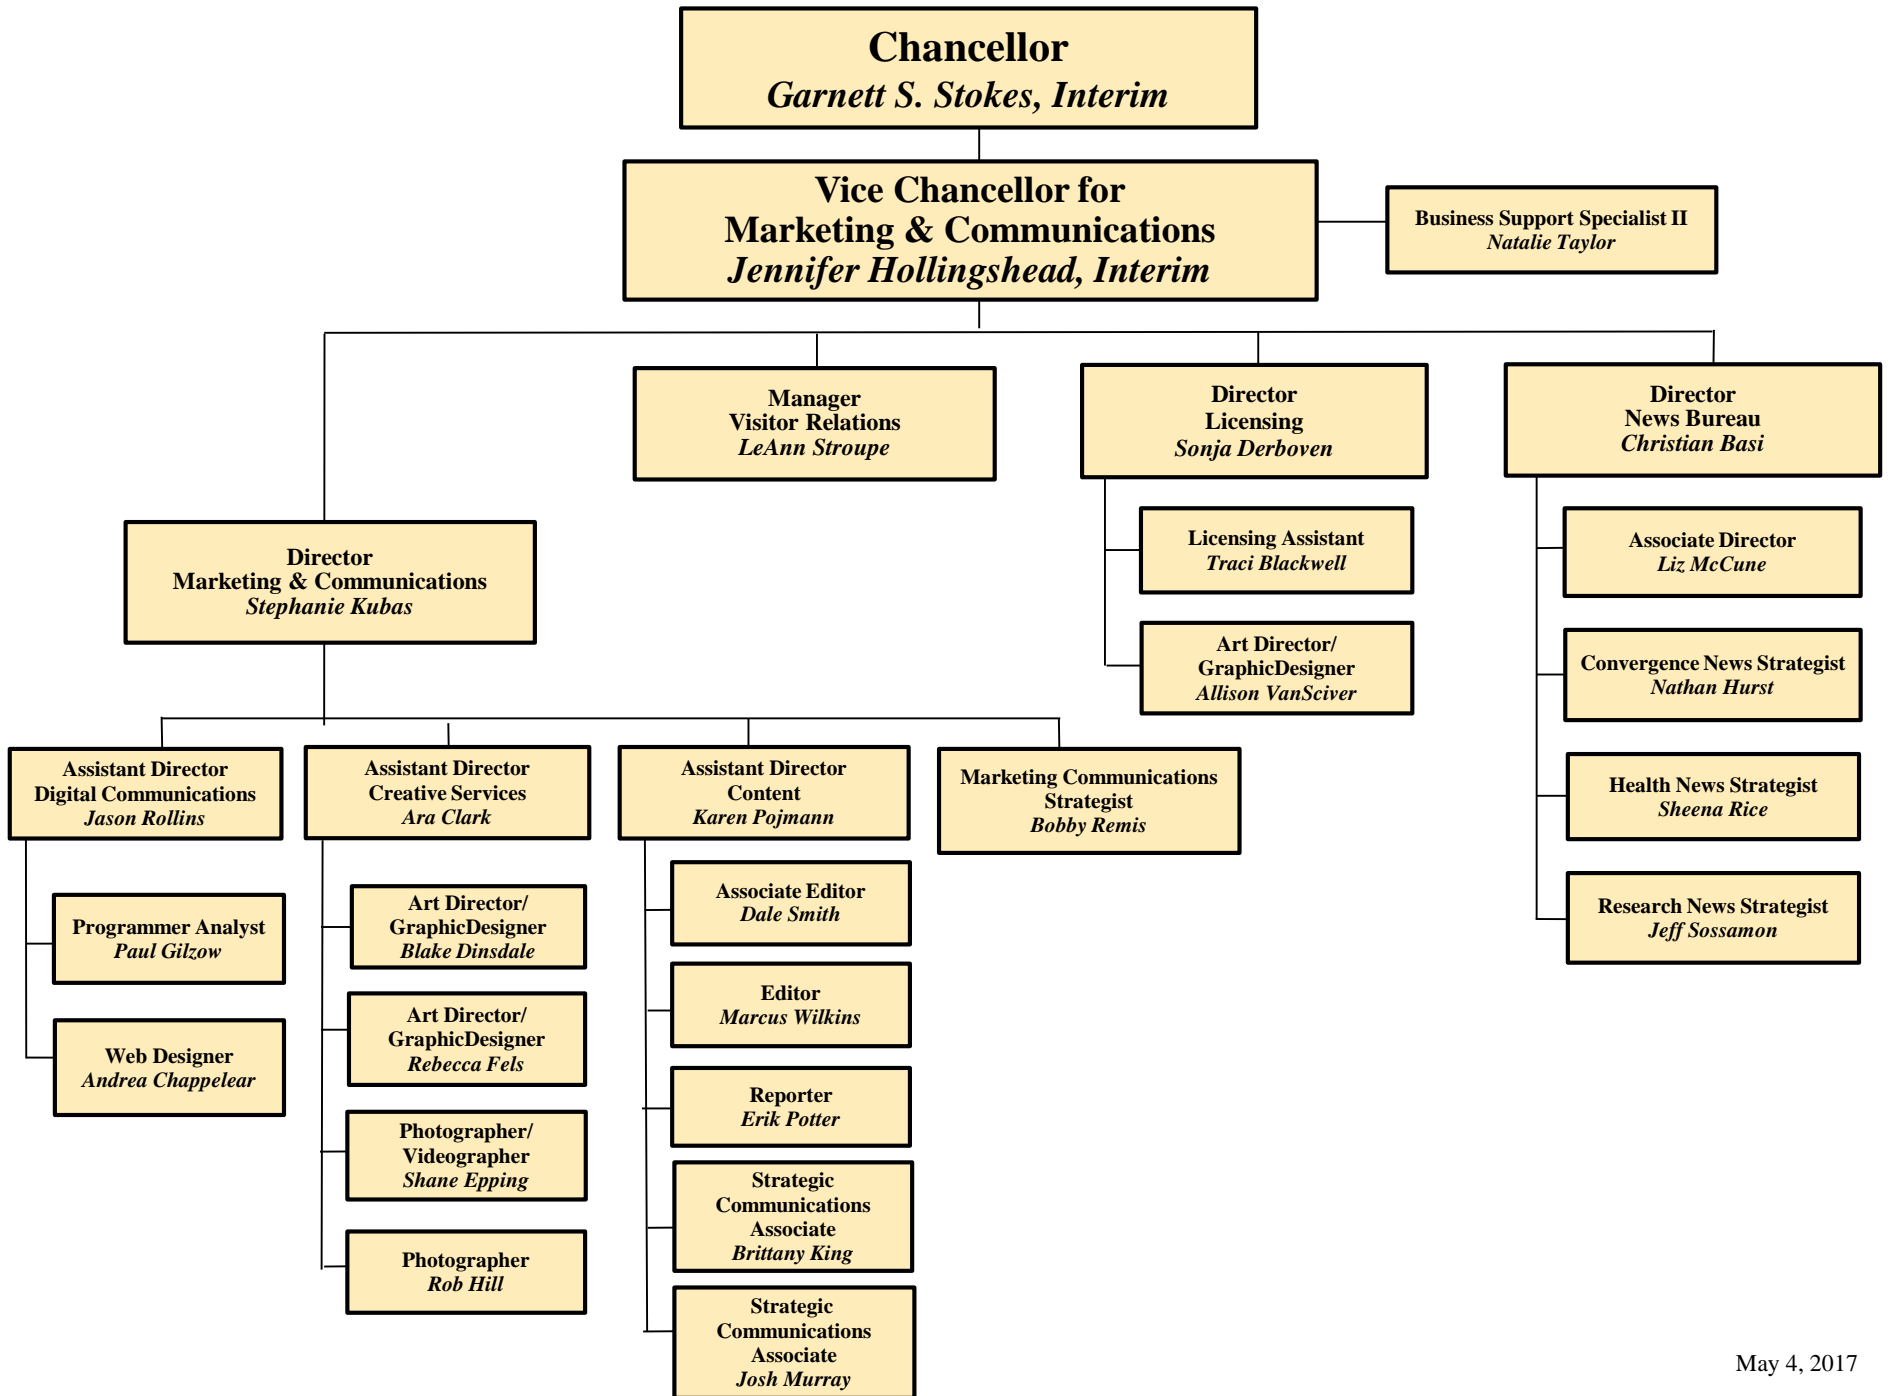 Chancellor
Garnett S. Stokes, Interim
Vice Chancellor for
Marketing & Communications
Jennifer Hollingshead, Interim
Business Support Specialist II
Natalie Taylor
Manager
Visitor Relations
LeAnn Stroupe
Director
Licensing
Sonja Derboven
Director
News Bureau
Christian Basi
Licensing Assistant
Traci Blackwell
Art Director/
GraphicDesigner
Allison VanSciver
Associate Director
Liz McCune
Convergence News Strategist
Nathan Hurst
Health News Strategist
Sheena Rice
Research News Strategist
Jeff Sossamon
Director
Marketing & Communications
Stephanie Kubas
Assistant Director
Digital Communications
Jason Rollins
Programmer Analyst
Paul Gilzow
Web Designer
Andrea Chappelear
Assistant Director
Creative Services
Ara Clark
Art Director/
GraphicDesigner
Blake Dinsdale
Art Director/
GraphicDesigner
Rebecca Fels
Photographer/
Videographer
Shane Epping
Photographer
Rob Hill
Assistant Director
Content
Karen Pojmann
Associate Editor
Dale Smith
Editor
Marcus Wilkins
Reporter
Erik Potter
Strategic
Communications
Associate
Brittany King
Strategic
Communications
Associate
Josh Murray
Marketing Communications
Strategist
Bobby Remis
May 4, 2017